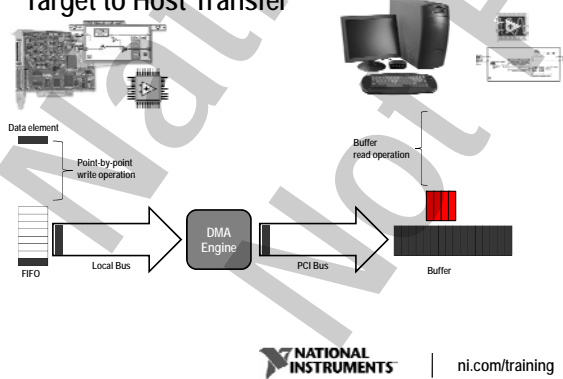 Target to Host Transfer
Data element
Point-by-point
write operation
Buffer
read operation
DMA
Engine
Local Bus
PCI Bus
FIFO
Buffer
NATIONAL
INSTRUMENTS
ni.com/training